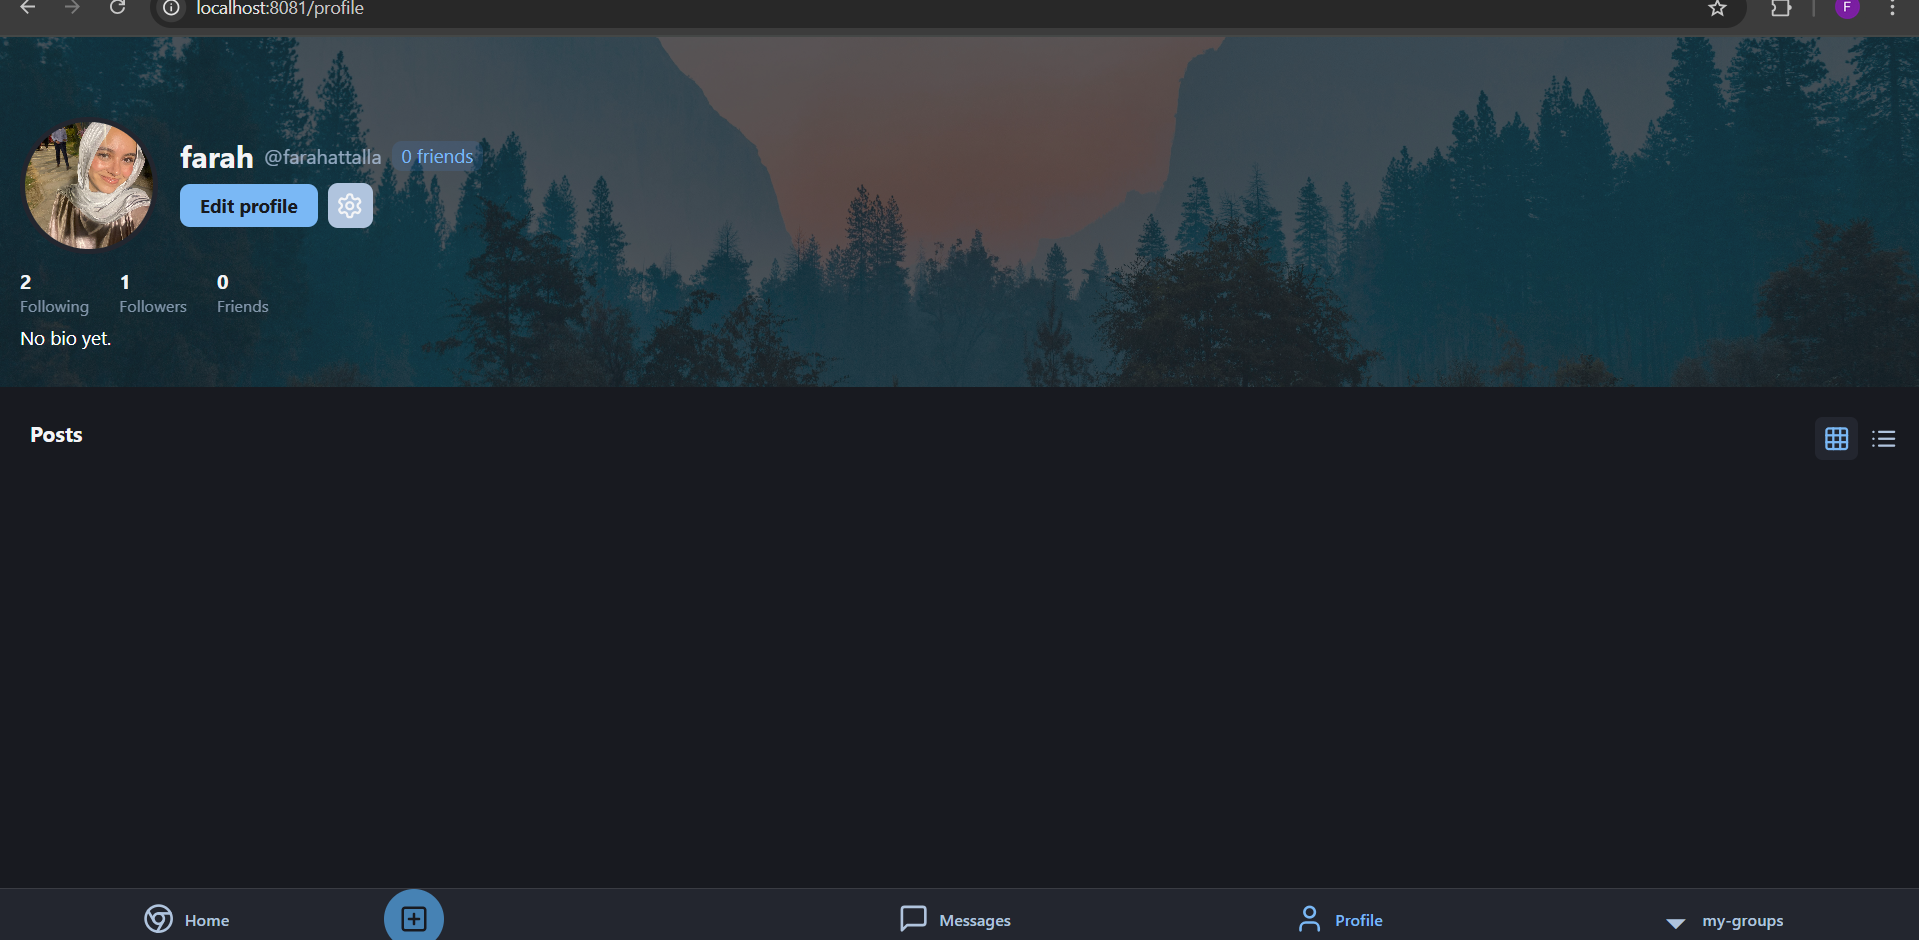 localhost:8081/profile
F
farah @farahattalla 0 friends
Edit profile
2 1 0
Following Followers Friends
No bio yet.
Posts
Home Messages Profile my-groups